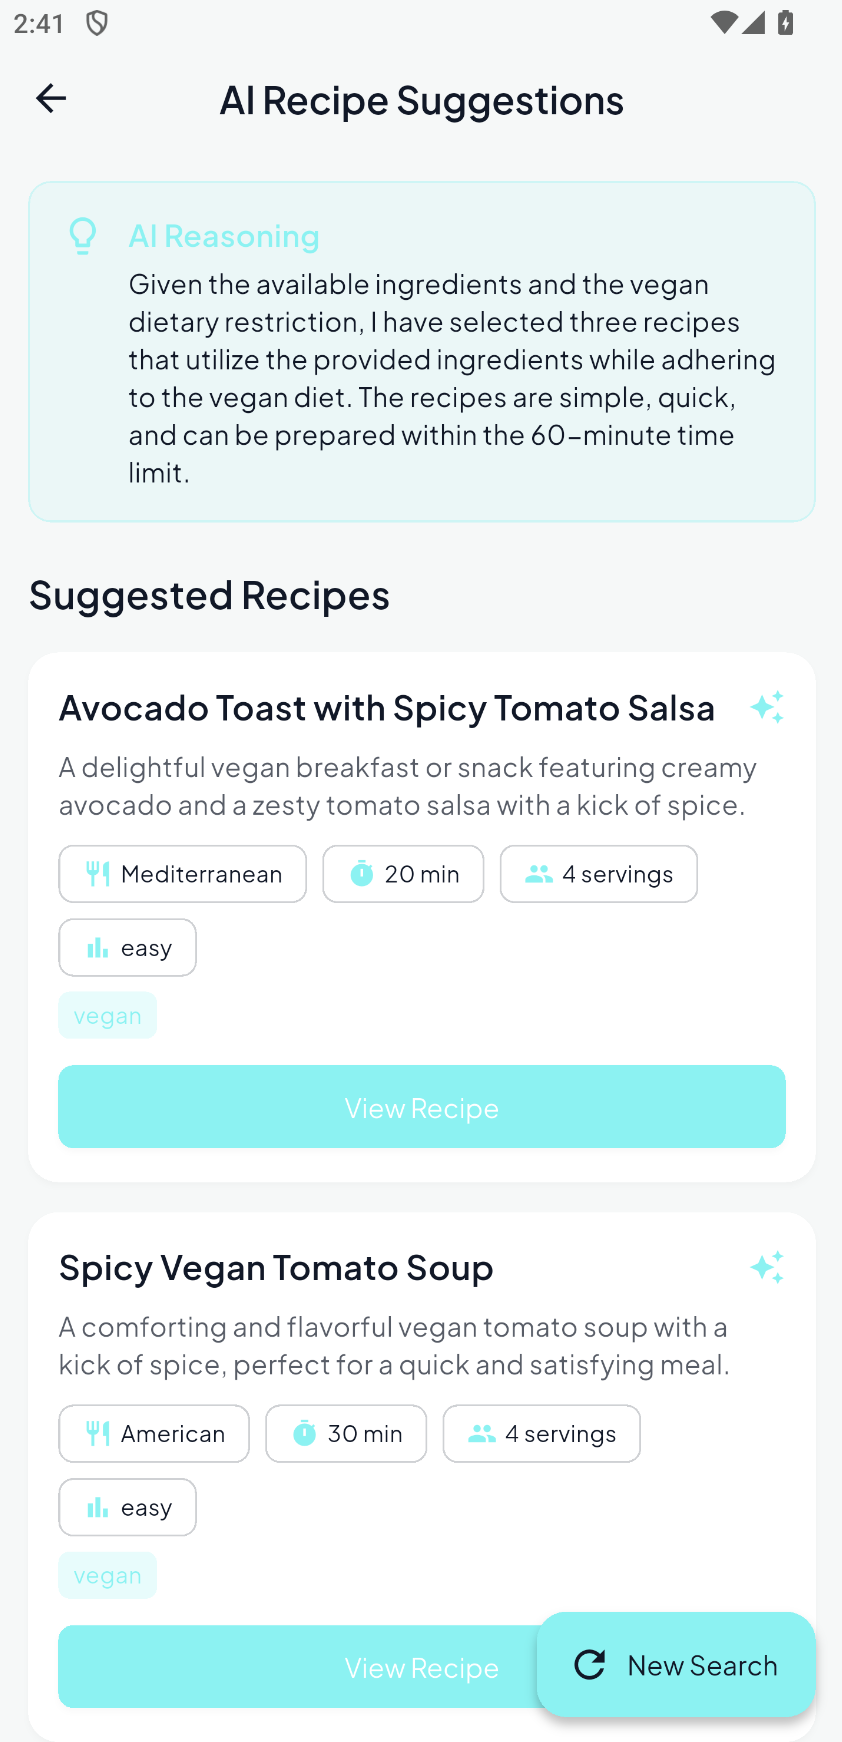 2:41
AI Recipe Suggestions
AI Reasoning
Given the available ingredients and the vegan
dietary restriction, I have selected three recipes
that utilize the provided ingredients while adhering
to the vegan diet. The recipes are simple, quick,
and can be prepared within the 60-minute time
limit.
Suggested Recipes
Avocado Toast with Spicy Tomato Salsa
A delightful vegan breakfast or snack featuring creamy
avocado and a zesty tomato salsa with a kick of spice.
Mediterranean 20 min 4 servings
easy
vegan
View Recipe
Spicy Vegan Tomato Soup
A comforting and flavorful vegan tomato soup with a
kick of spice, perfect for a quick and satisfying meal.
American 30 min 4 servings
easy
vegan
View Recipe New Search